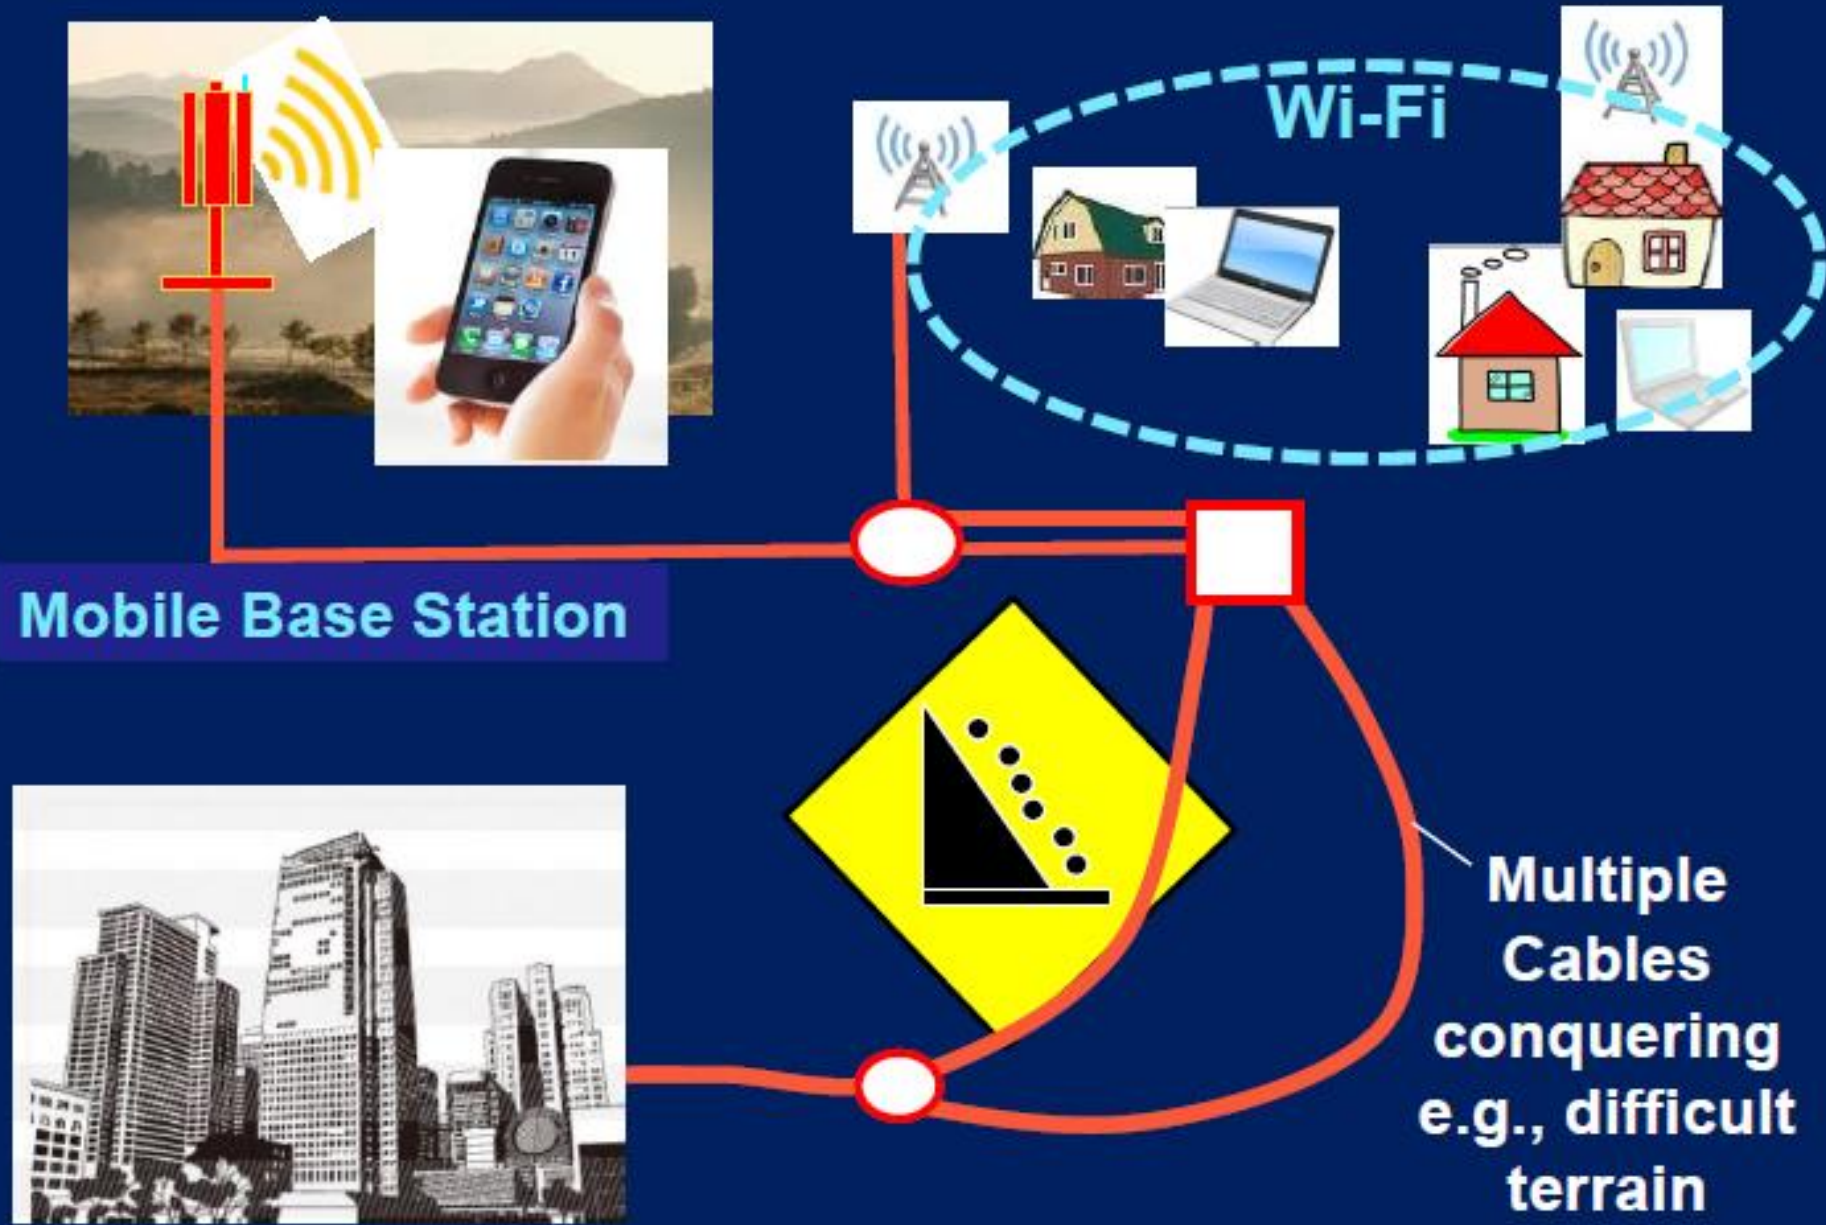 Wi-Fi
Mobile Base Station
Multiple
Cables
conquering
e.g., difficult
terrain